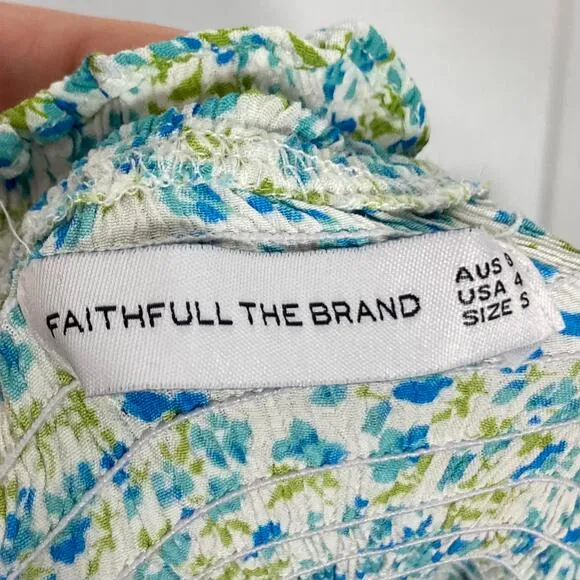 FAITHFULL THE BRAND
AUS 8
USA 4
SIZE S